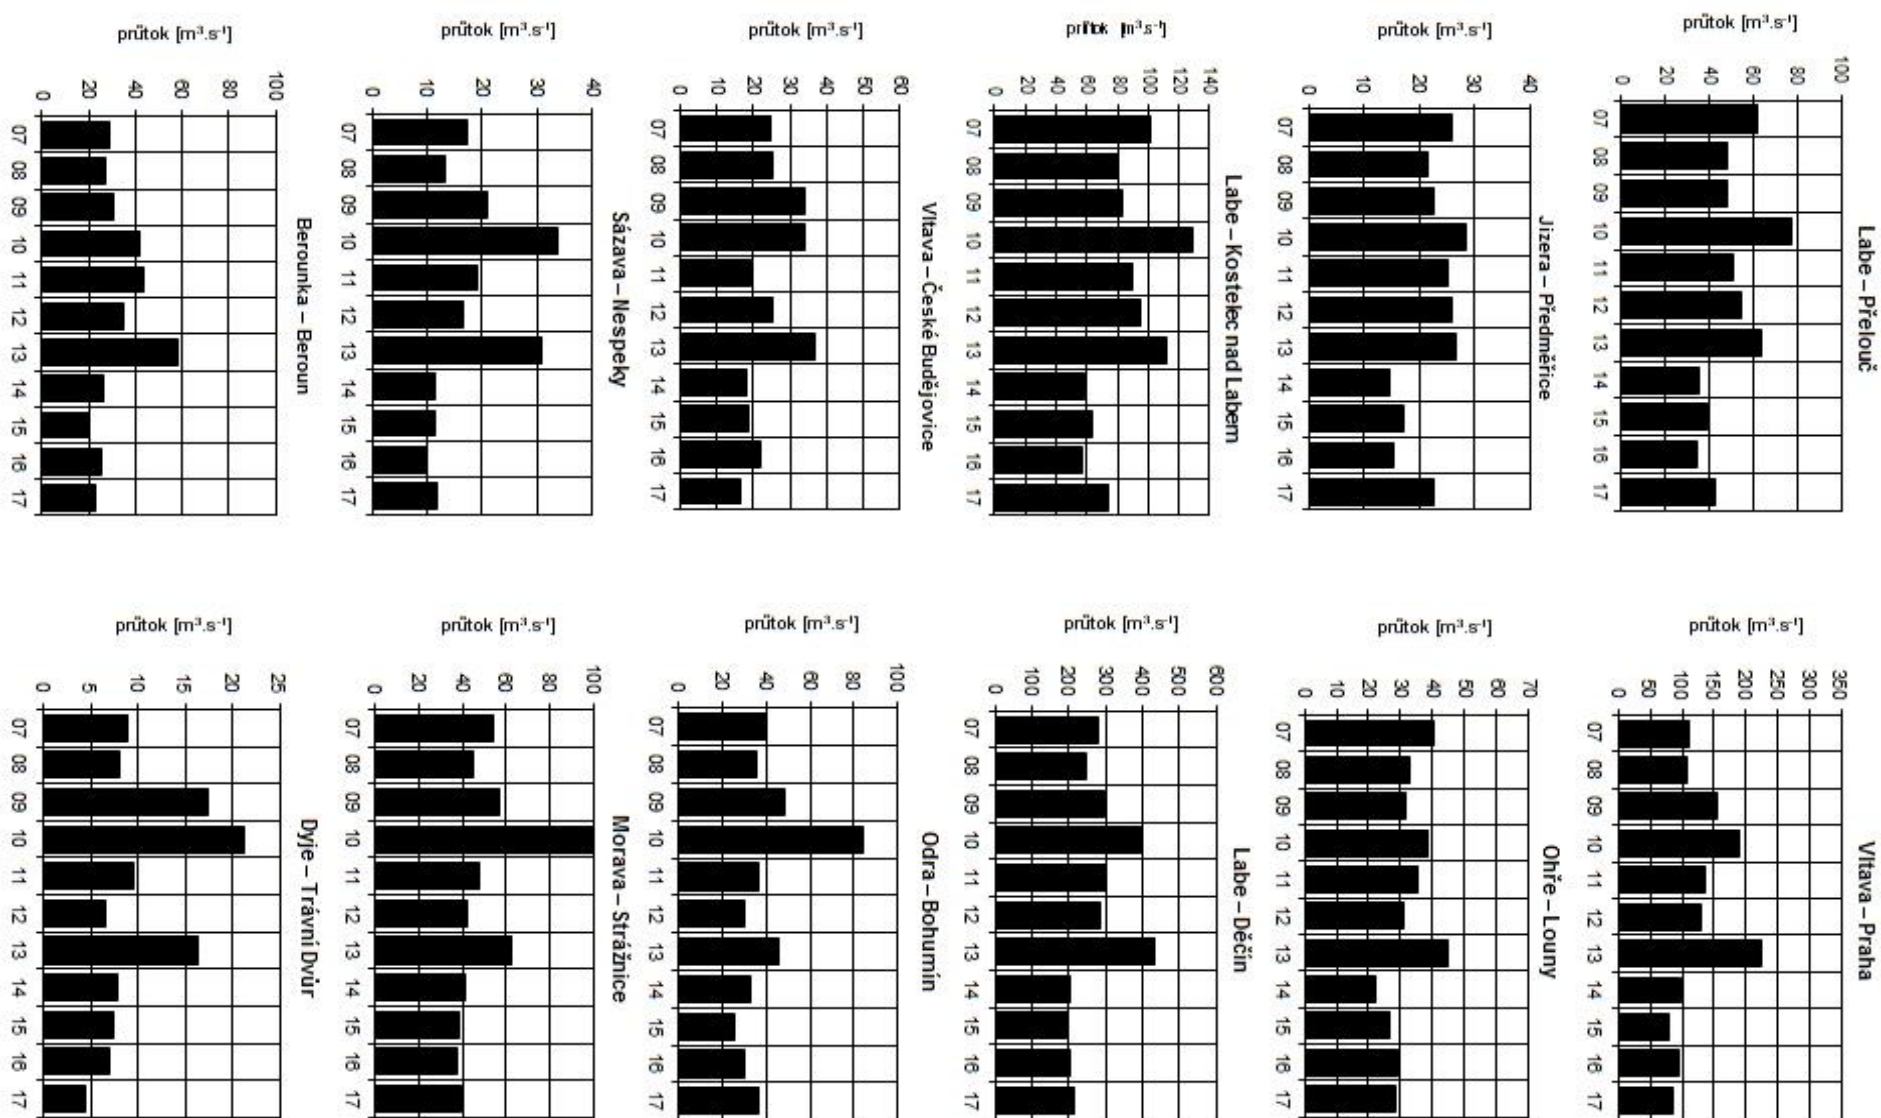 Labe – Přelouč
průtok [m³.s⁻¹]
100
80
60
40
20
0
07 08 09 10 11 12 13 14 15 16 17
Vltava – Praha
průtok [m³.s⁻¹]
350
300
250
200
150
100
50
0
07 08 09 10 11 12 13 14 15 16 17
Jizera – Předměřice
průtok [m³.s⁻¹]
40
30
20
10
0
07 08 09 10 11 12 13 14 15 16 17
Ohře – Louny
průtok [m³.s⁻¹]
70
60
50
40
30
20
10
0
07 08 09 10 11 12 13 14 15 16 17
Labe – Kostelec nad Labem
průtok [m³.s⁻¹]
140
120
100
80
60
40
20
0
07 08 09 10 11 12 13 14 15 16 17
Labe – Děčín
průtok [m³.s⁻¹]
600
500
400
300
200
100
0
07 08 09 10 11 12 13 14 15 16 17
Vltava – České Budějovice
průtok [m³.s⁻¹]
60
50
40
30
20
10
0
07 08 09 10 11 12 13 14 15 16 17
Odra – Bohumín
průtok [m³.s⁻¹]
100
80
60
40
20
0
07 08 09 10 11 12 13 14 15 16 17
Sázava – Nespeky
průtok [m³.s⁻¹]
40
30
20
10
0
07 08 09 10 11 12 13 14 15 16 17
Morava – Strážnice
průtok [m³.s⁻¹]
100
80
60
40
20
0
07 08 09 10 11 12 13 14 15 16 17
Berounka – Beroun
průtok [m³.s⁻¹]
100
80
60
40
20
0
07 08 09 10 11 12 13 14 15 16 17
Dyje – Trávní Dvůr
průtok [m³.s⁻¹]
25
20
15
10
5
0
07 08 09 10 11 12 13 14 15 16 17